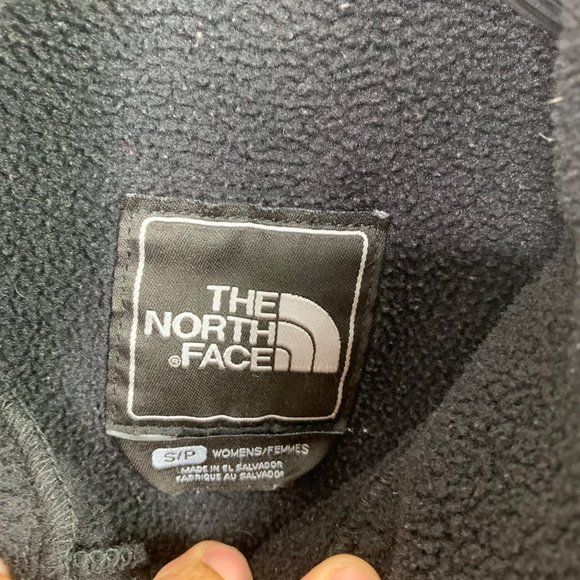 THE
NORTH
®FACE
S/P WOMENS/FEMMES
MADE IN EL SALVADOR
FABRIQUE AU SALVADOR